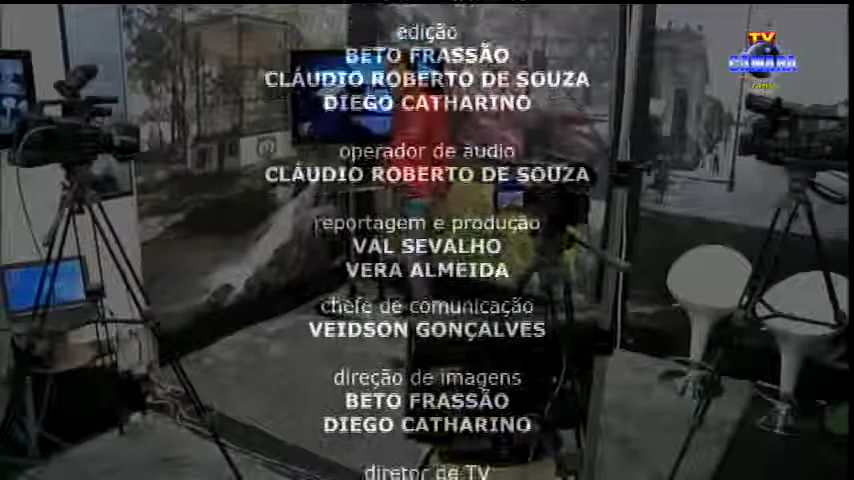 edição
BETO FRASSÃO
CLÁUDIO ROBERTO DE SOUZA
DIEGO CATHARINO
operador de áudio
CLÁUDIO ROBERTO DE SOUZA
reportagem e produção
VAL SEVALHO
VERA ALMEIDA
chefe de comunicação
VEIDSON GONÇALVES
direção de imagens
BETO FRASSÃO
DIEGO CATHARINO
diretor de TV
TV
CÂMARA